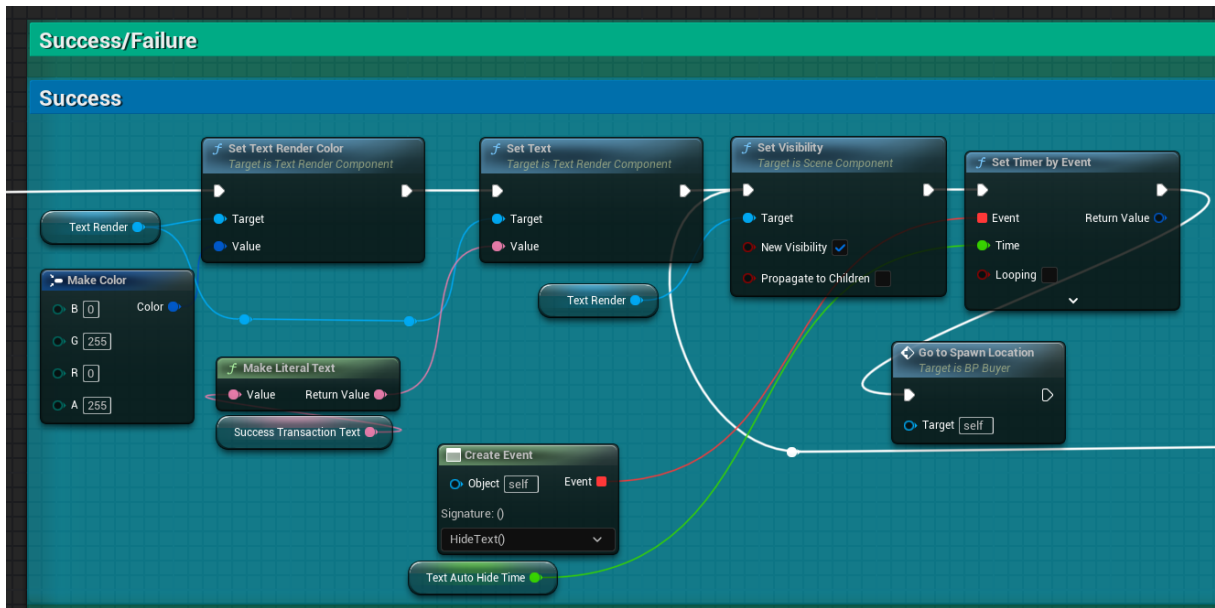 Success/Failure
Success
Set Text Render Color
Target is Text Render Component
Target
Value
Set Text
Target is Text Render Component
Target
Value
Set Visibility
Target is Scene Component
Target
New Visibility
Propagate to Children
Set Timer by Event
Event
Return Value
Time
Looping
Text Render
Make Color
B 0
Color
G 255
R 0
A 255
Text Render
Make Literal Text
Value
Return Value
Success Transaction Text
Go to Spawn Location
Target is BP Buyer
Target self
Create Event
Object self
Event
Signature: ()
HideText()
Text Auto Hide Time